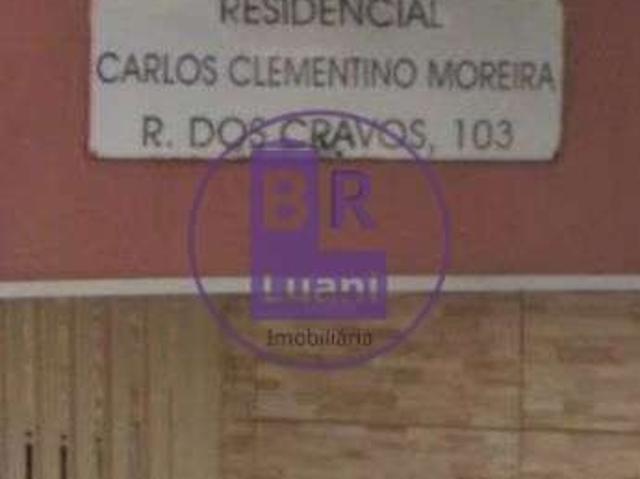 RESIDENCIAL
CARLOS CLEMENTINO MOREIRA
R. DOS CRAVOS, 103
BR
Luani
Imobiliária